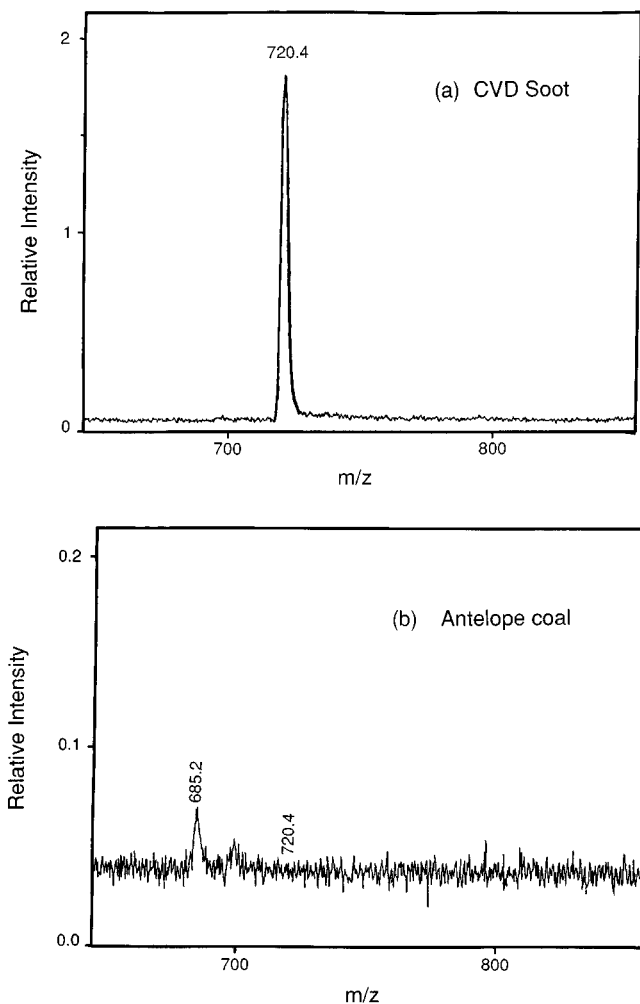 2
720.4
(a) CVD Soot
Relative Intensity
1
0
700
800
m/z
0.2
(b) Antelope coal
Relative Intensity
0.1
685.2
720.4
0.0
700
800
m/z